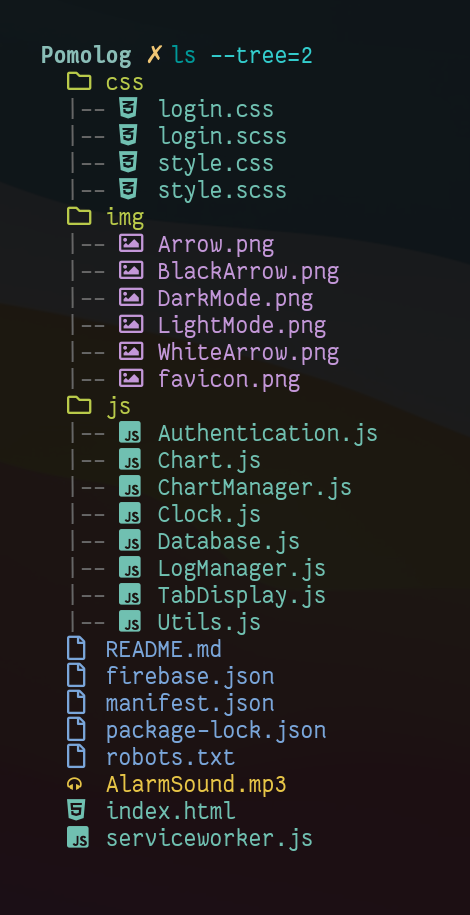 Pomolog ✗ ls --tree=2
css
|-- login.css
|-- login.scss
|-- style.css
|-- style.scss
img
|-- Arrow.png
|-- BlackArrow.png
|-- DarkMode.png
|-- LightMode.png
|-- WhiteArrow.png
|-- favicon.png
js
|-- JS Authentication.js
|-- JS Chart.js
|-- JS ChartManager.js
|-- JS Clock.js
|-- JS Database.js
|-- JS LogManager.js
|-- JS TabDisplay.js
|-- JS Utils.js
README.md
firebase.json
manifest.json
package-lock.json
robots.txt
AlarmSound.mp3
index.html
JS serviceworker.js